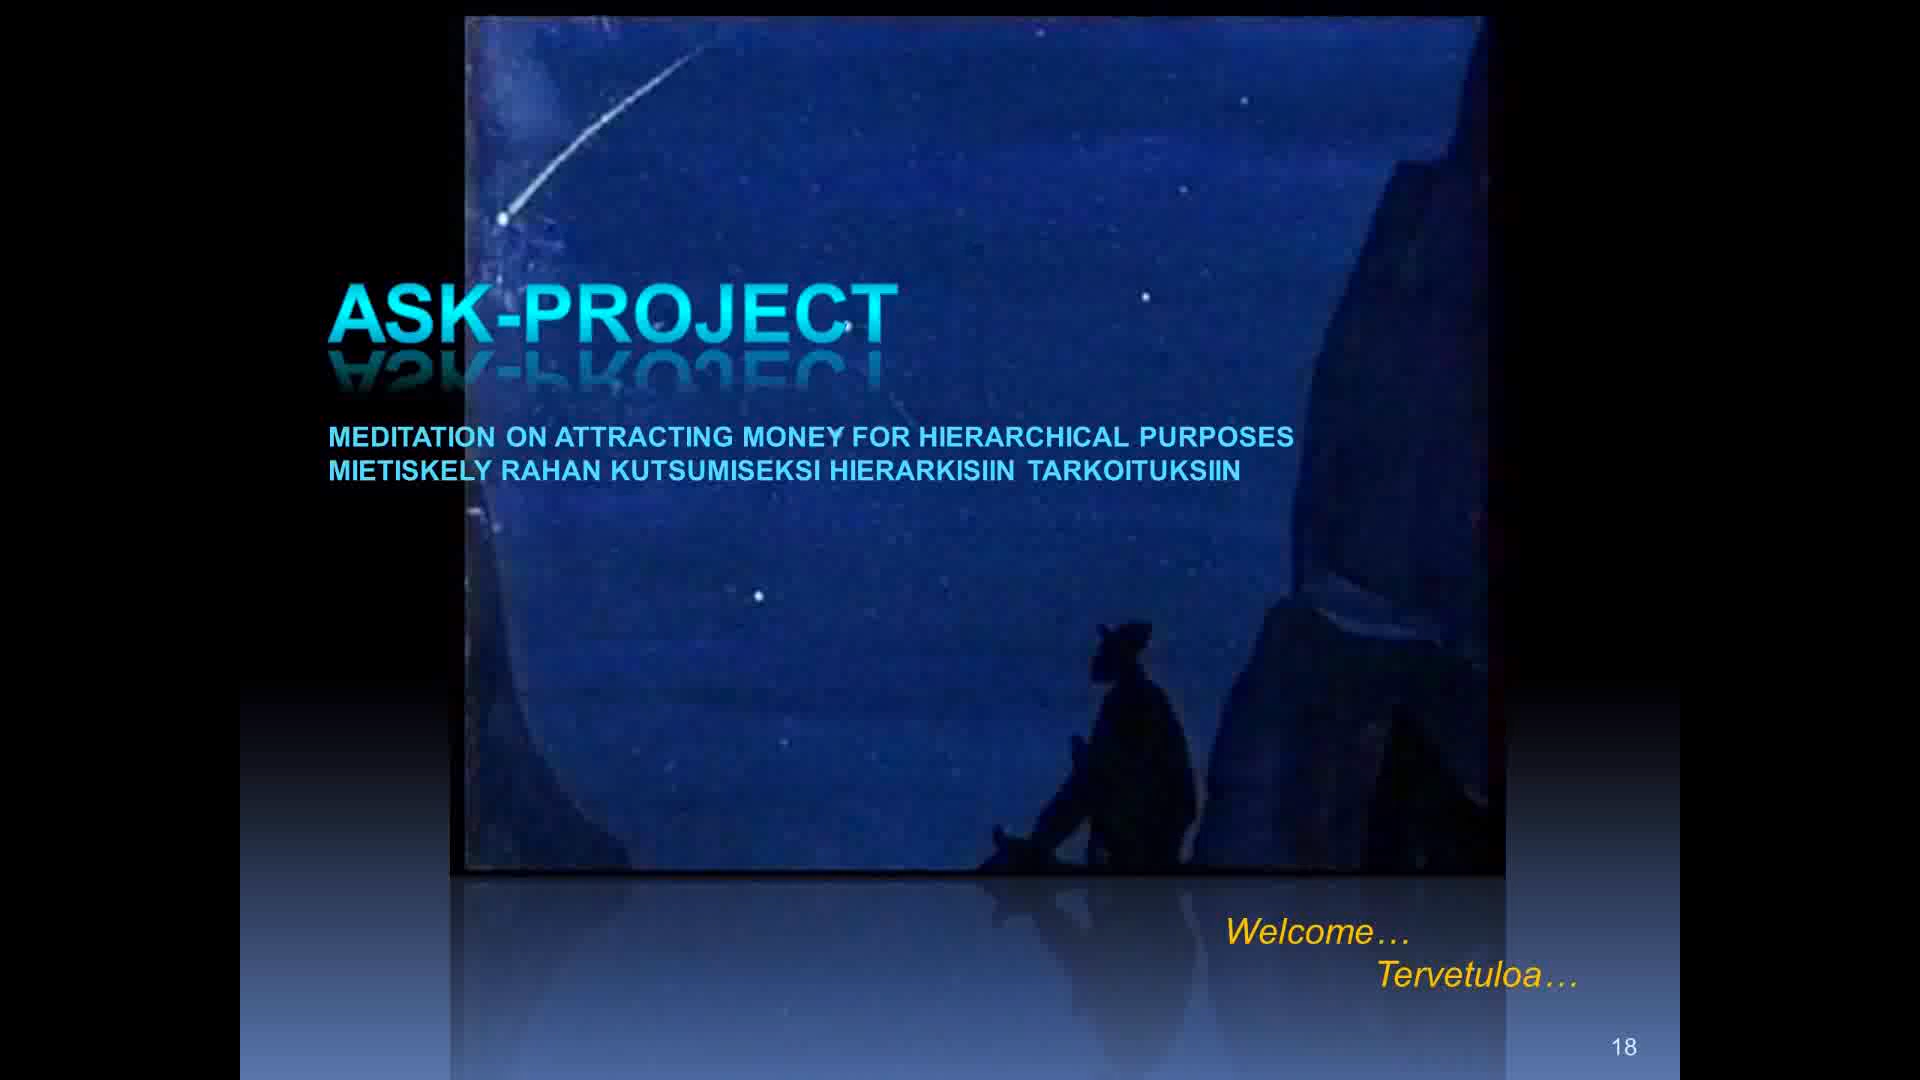 ASK-PROJECT
MEDITATION ON ATTRACTING MONEY FOR HIERARCHICAL PURPOSES
MIETISKELY RAHAN KUTSUMISEKSI HIERARKISIIN TARKOITUKSIIN
Welcome…
Tervetuloa…
18